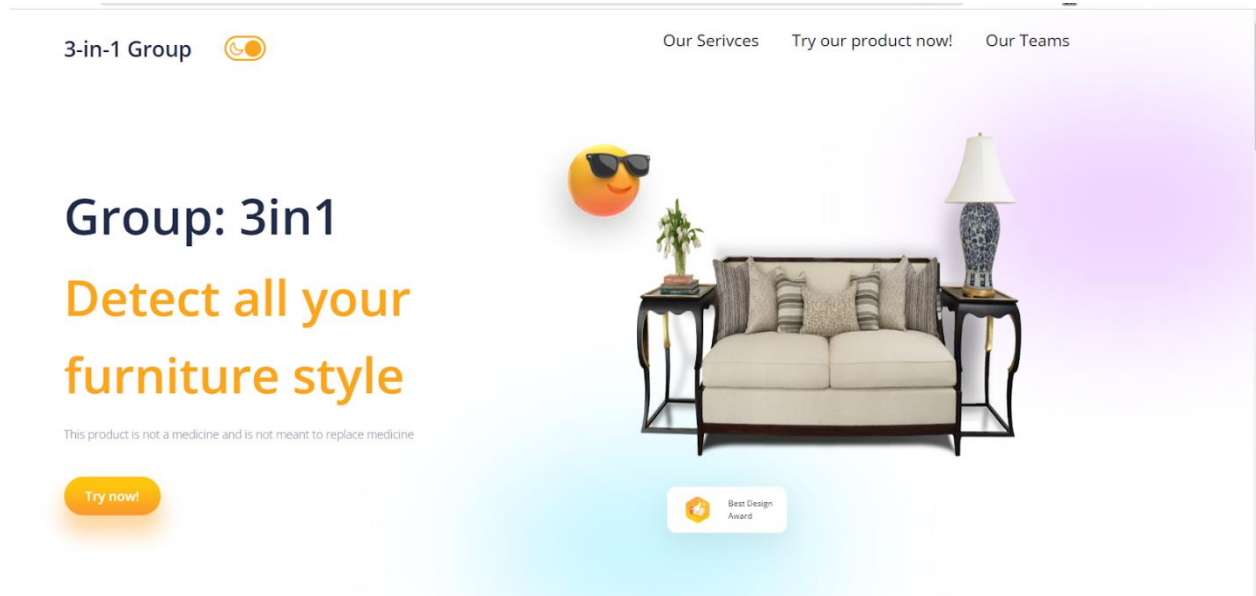 3-in-1 Group
Our Serivces
Try our product now!
Our Teams
Group: 3in1
Detect all your
furniture style
This product is not a medicine and is not meant to replace medicine
Try now!
Best Design
Award